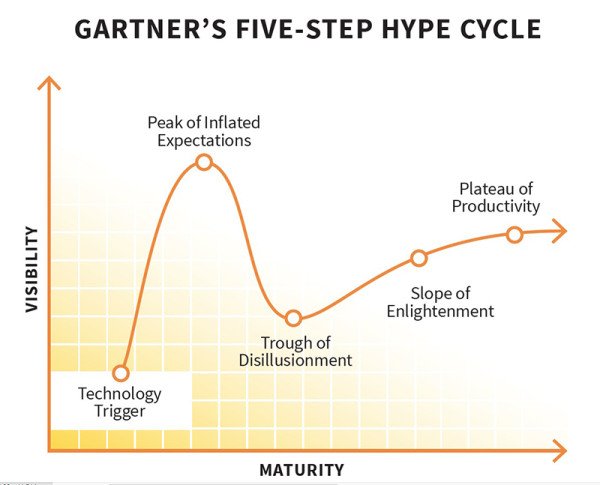 GARTNER'S FIVE-STEP HYPE CYCLE
Peak of Inflated
Expectations
Plateau of
Productivity
VISIBILITY
Slope of
Enlightenment
Trough of
Disillusionment
Technology
Trigger
MATURITY